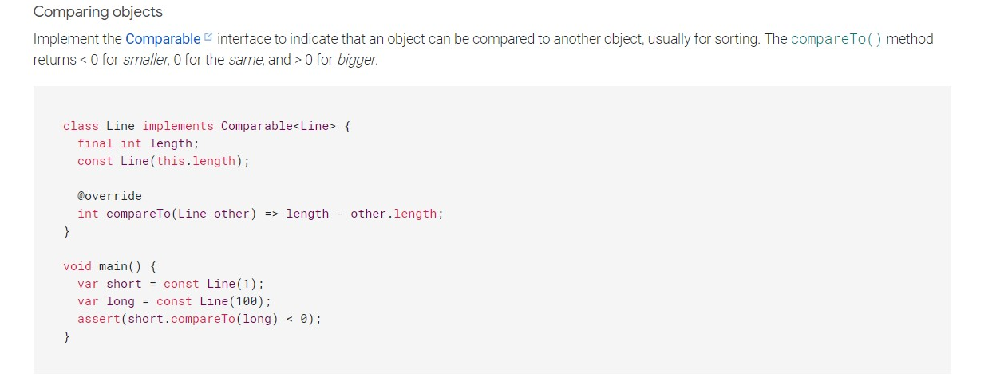 Comparing objects
Implement the Comparable interface to indicate that an object can be compared to another object, usually for sorting. The compareTo() method
returns < 0 for smaller, 0 for the same, and > 0 for bigger.
class Line implements Comparable<Line> {
  final int length;
  const Line(this.length);
  @override
  int compareTo(Line other) => length - other.length;
}
void main() {
  var short = const Line(1);
  var long = const Line(100);
  assert(short.compareTo(long) < 0);
}